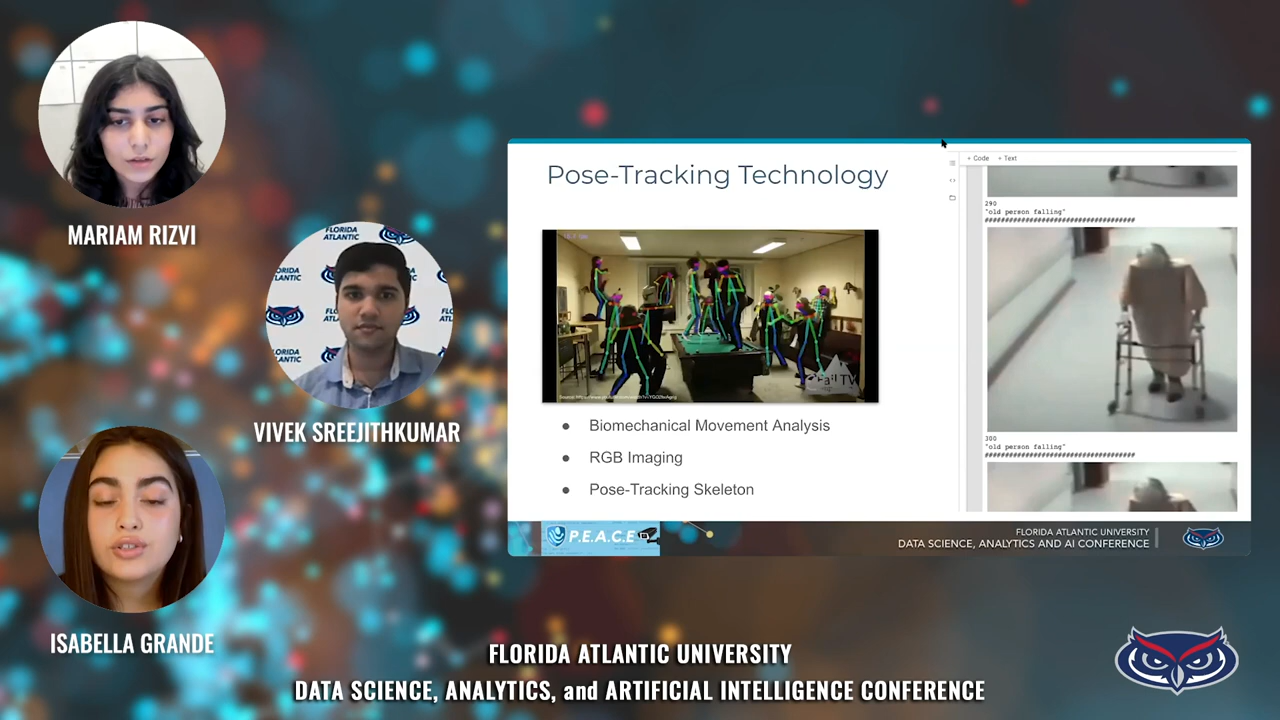 MARIAM RIZVI
FLORIDA
ATLANTIC
VIVEK SREEJITHKUMAR
ISABELLA GRANDE
Pose-Tracking Technology
● Biomechanical Movement Analysis
● RGB Imaging
● Pose-Tracking Skeleton
+ Code + Text
290
"old person falling"
####################################
300
"old person falling"
####################################
P.E.A.C.E
FLORIDA ATLANTIC UNIVERSITY
DATA SCIENCE, ANALYTICS AND AI CONFERENCE
FLORIDA ATLANTIC UNIVERSITY
DATA SCIENCE, ANALYTICS, and ARTIFICIAL INTELLIGENCE CONFERENCE